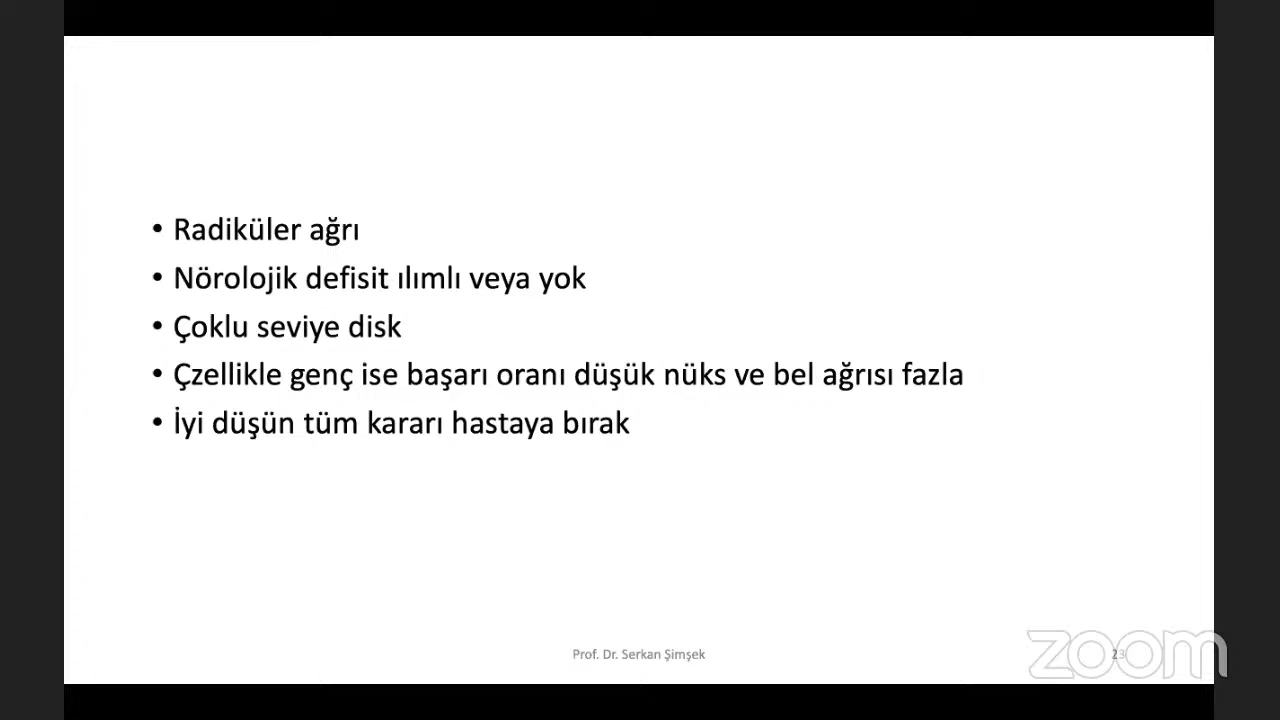 • Radiküler ağrı
• Nörolojik defisit ılımlı veya yok
• Çoklu seviye disk
• Çzellikle genç ise başarı oranı düşük nüks ve bel ağrısı fazla
• İyi düşün tüm kararı hastaya bırak
Prof. Dr. Serkan Şimşek
23
zoom